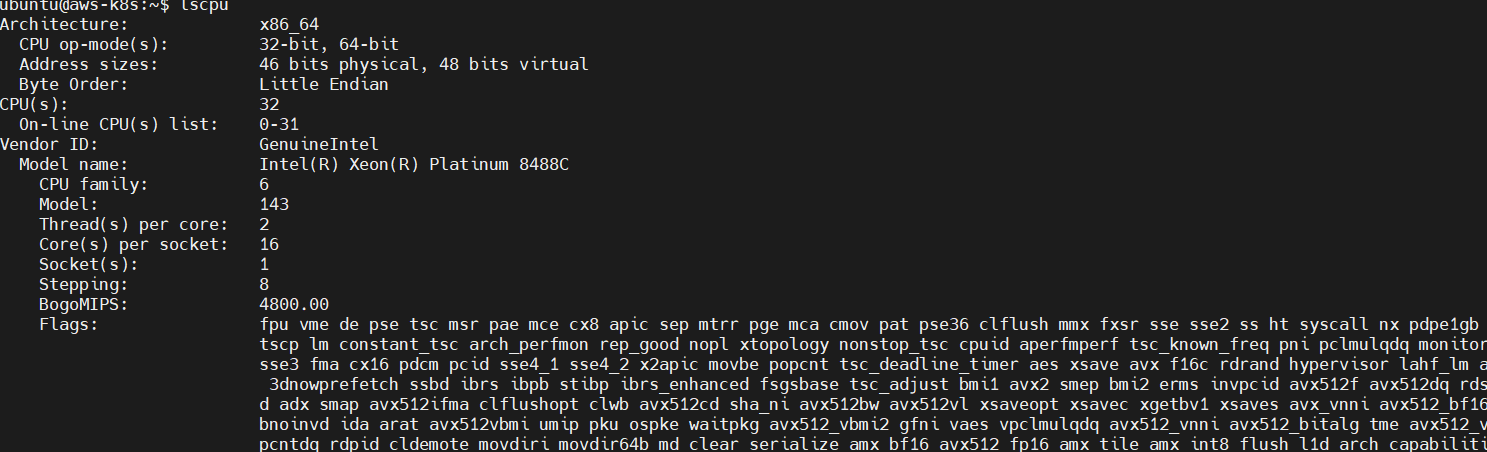 ubuntu@aws-k8s:~$ lscpu
Architecture: x86_64
CPU op-mode(s): 32-bit, 64-bit
Address sizes: 46 bits physical, 48 bits virtual
Byte Order: Little Endian
CPU(s): 32
On-line CPU(s) list: 0-31
Vendor ID: GenuineIntel
Model name: Intel(R) Xeon(R) Platinum 8488C
CPU family: 6
Model: 143
Thread(s) per core: 2
Core(s) per socket: 16
Socket(s): 1
Stepping: 8
BogoMIPS: 4800.00
Flags: fpu vme de pse tsc msr pae mce cx8 apic sep mtrr pge mca cmov pat pse36 clflush mmx fxsr sse sse2 ss ht syscall nx pdpe1gb
tscp lm constant_tsc arch_perfmon rep_good nopl xtopology nonstop_tsc cpuid aperfmperf tsc_known_freq pni pclmulqdq monitor
sse3 fma cx16 pdcm pcid sse4_1 sse4_2 x2apic movbe popcnt tsc_deadline_timer aes xsave avx f16c rdrand hypervisor lahf_lm a
3dnowprefetch ssbd ibrs ibpb stibp ibrs_enhanced fsgsbase tsc_adjust bmi1 avx2 smep bmi2 erms invpcid avx512f avx512dq rds
d adx smap avx512ifma clflushopt clwb avx512cd sha_ni avx512bw avx512vl xsaveopt xsavec xgetbv1 xsaves avx_vnni avx512_bf16
bnoinvd ida arat avx512vbmi umip pku ospke waitpkg avx512_vbmi2 gfni vaes vpclmulqdq avx512_vnni avx512_bitalg tme avx512_v
pcntdq rdpid cldemote movdiri movdir64b md_clear serialize amx_bf16 avx512_fp16 amx_tile amx_int8 flush_l1d arch_capabiliti